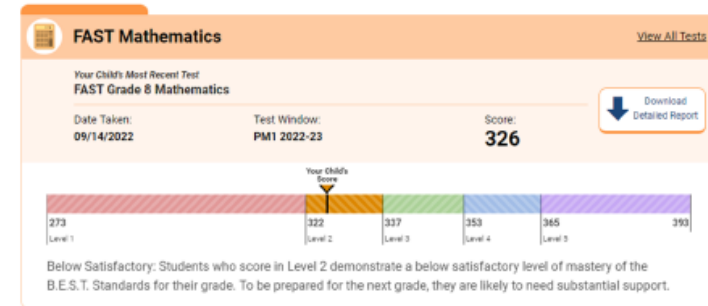 FAST Mathematics
View All Tests
Your Child's Most Recent Test
FAST Grade 8 Mathematics
Download
Detailed Report
Date Taken:
Test Window:
Score:
09/14/2022
PM1 2022-23
326
Your Child's
Score
273
322
337
353
365
393
Level 1
Level 2
Level 3
Level 4
Level 5
Below Satisfactory: Students who score in Level 2 demonstrate a below satisfactory level of mastery of the
B.E.S.T. Standards for their grade. To be prepared for the next grade, they are likely to need substantial support.